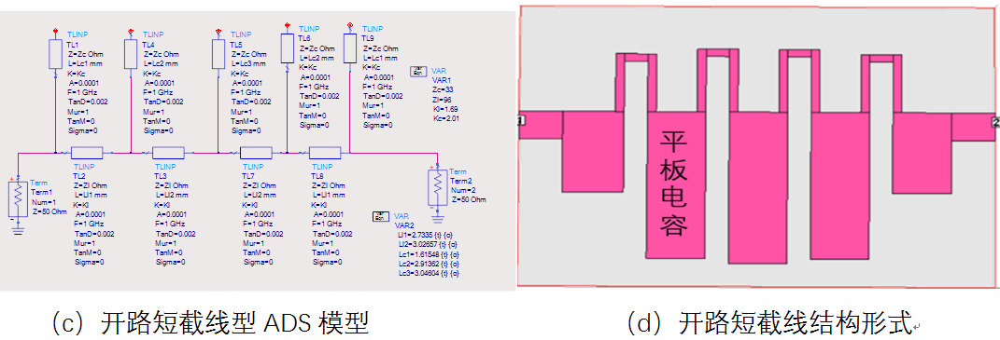 TLINP
TL1
Z=Zc Ohm
L=Lc1 mm
K=Kc
A=0.0001
F=1 GHz
TanD=0.002
Mur=1
TanM=0
Sigma=0
TLINP
TL4
Z=Zc Ohm
L=Lc2 mm
K=Kc
A=0.0001
F=1 GHz
TanD=0.002
Mur=1
TanM=0
Sigma=0
TLINP
TL5
Z=Zc Ohm
L=Lc3 mm
K=Kc
A=0.0001
F=1 GHz
TanD=0.002
Mur=1
TanM=0
Sigma=0
TLINP
TL6
Z=Zc Ohm
L=Lc2 mm
K=Kc
A=0.0001
F=1 GHz
TanD=0.002
Mur=1
TanM=0
Sigma=0
TLINP
TL9
Z=Zc Ohm
L=Lc1 mm
K=Kc
A=0.0001
F=1 GHz
TanD=0.002
Mur=1
TanM=0
Sigma=0
Var
Eqn
VAR
VAR1
Zc=33
Zl=96
Kl=1.69
Kc=2.01
Term
Term1
Num=1
Z=50 Ohm
TLINP
TL2
Z=Zl Ohm
L=Ll1 mm
K=Kl
A=0.0001
F=1 GHz
TanD=0.002
Mur=1
TanM=0
Sigma=0
TLINP
TL3
Z=Zl Ohm
L=Ll2 mm
K=Kl
A=0.0001
F=1 GHz
TanD=0.002
Mur=1
TanM=0
Sigma=0
TLINP
TL7
Z=Zl Ohm
L=Ll2 mm
K=Kl
A=0.0001
F=1 GHz
TanD=0.002
Mur=1
TanM=0
Sigma=0
TLINP
TL8
Z=Zl Ohm
L=Ll1 mm
K=Kl
A=0.0001
F=1 GHz
TanD=0.002
Mur=1
TanM=0
Sigma=0
Term
Term2
Num=2
Z=50 Ohm
Var
Eqn
VAR
VAR2
Ll1=2.7335 {t} {o}
Ll2=3.02657 {t} {o}
Lc1=1.61548 {t} {o}
Lc2=2.91362 {t} {o}
Lc3=3.04604 {t} {o}
1
平板电容
2
（c）开路短截线型 ADS 模型
（d）开路短截线结构形式